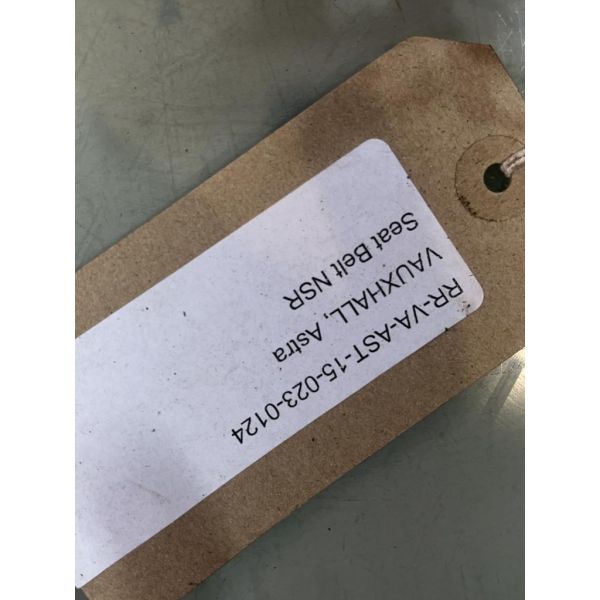 RR-VA-AST-15-023-0124
VAUXHALL, Astra
Seat Belt NSR